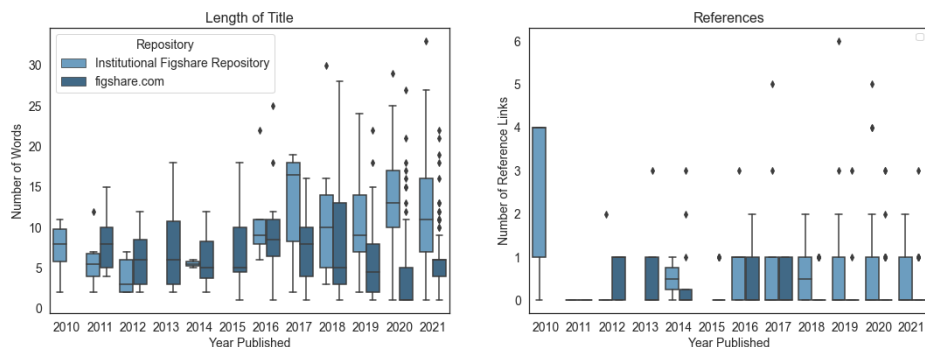 Length of Title
Repository
Institutional Figshare Repository
figshare.com
Number of Words
30
25
20
15
10
5
0
2010 2011 2012 2013 2014 2015 2016 2017 2018 2019 2020 2021
Year Published
References
Number of Reference Links
6
5
4
3
2
1
0
2010 2011 2012 2013 2014 2015 2016 2017 2018 2019 2020 2021
Year Published